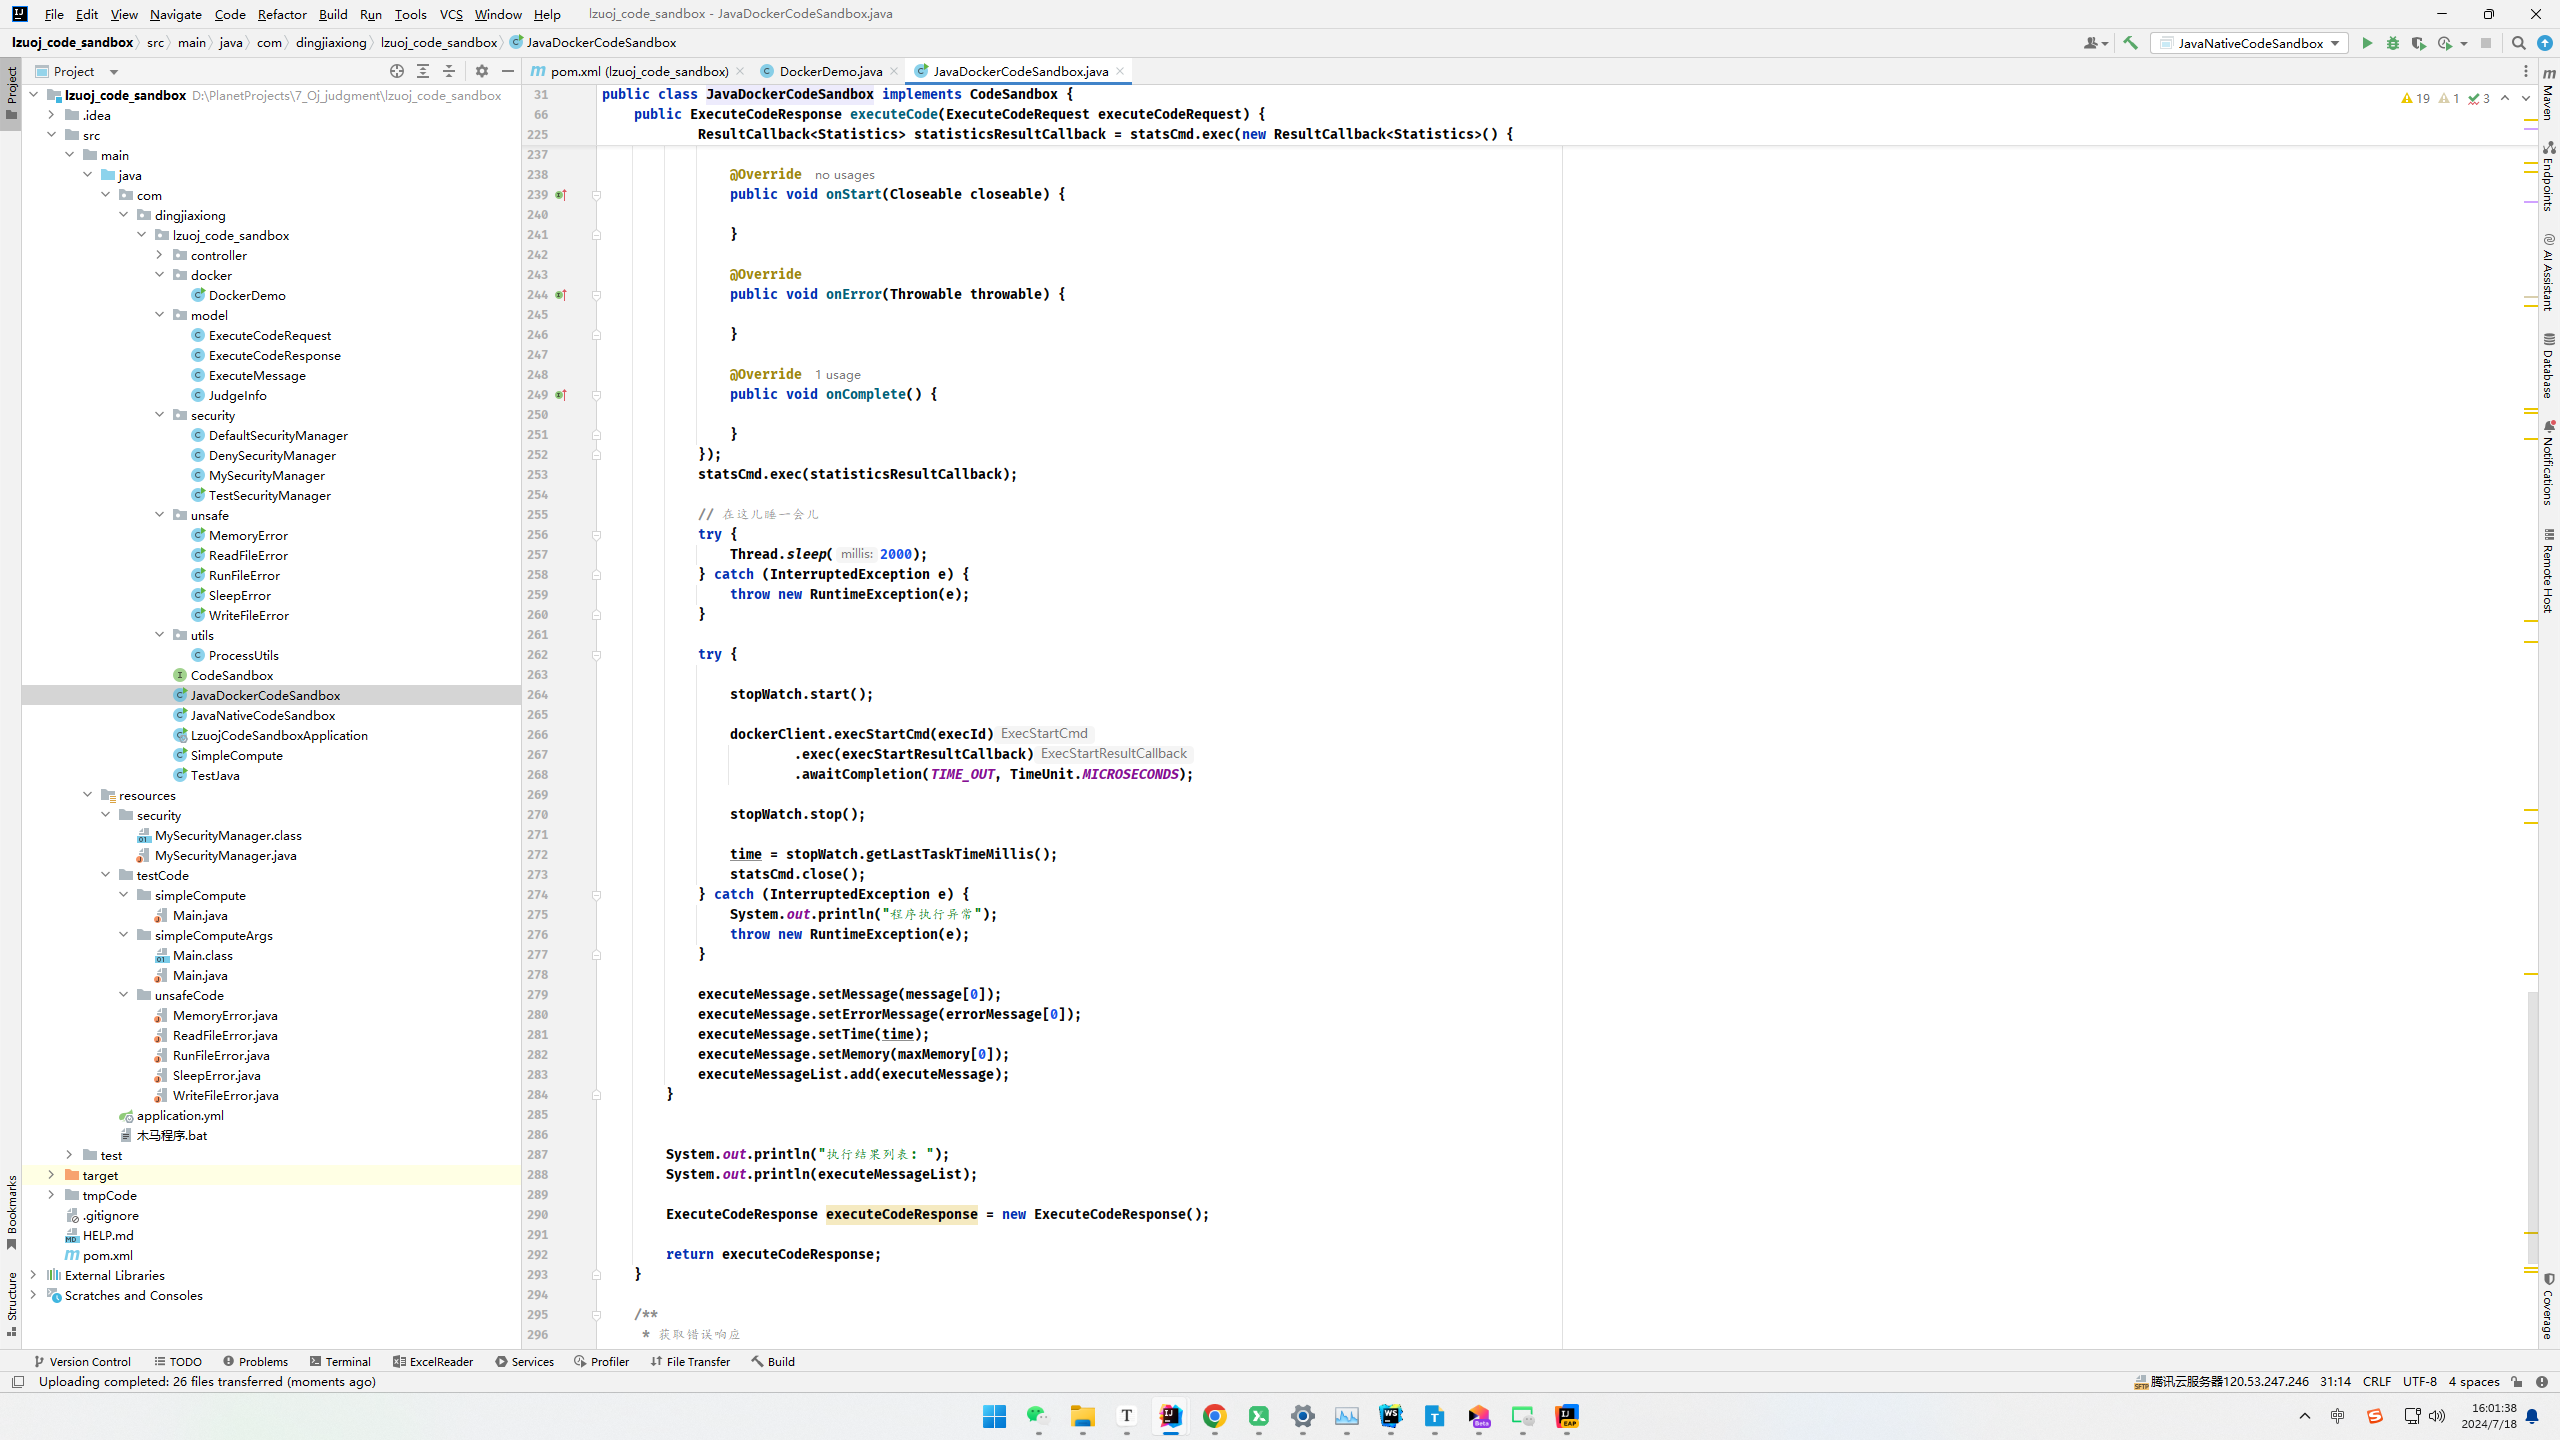 File Edit View Navigate Code Refactor Build Run Tools VCS Window Help lzuoj_code_sandbox - JavaDockerCodeSandbox.java
lzuoj_code_sandbox src main java com dingjiaxiong lzuoj_code_sandbox JavaDockerCodeSandbox JavaNativeCodeSandbox
Project
pom.xml (lzuoj_code_sandbox) DockerDemo.java JavaDockerCodeSandbox.java
Project
Bookmarks
Structure
lzuoj_code_sandbox D:\PlanetProjects\7_Oj_judgment\lzuoj_code_sandbox
.idea
src
main
java
com
dingjiaxiong
lzuoj_code_sandbox
controller
docker
DockerDemo
model
ExecuteCodeRequest
ExecuteCodeResponse
ExecuteMessage
JudgeInfo
security
DefaultSecurityManager
DenySecurityManager
MySecurityManager
TestSecurityManager
unsafe
MemoryError
ReadFileError
RunFileError
SleepError
WriteFileError
utils
ProcessUtils
CodeSandbox
JavaDockerCodeSandbox
JavaNativeCodeSandbox
LzuojCodeSandboxApplication
SimpleCompute
TestJava
resources
security
MySecurityManager.class
MySecurityManager.java
testCode
simpleCompute
Main.java
simpleComputeArgs
Main.class
Main.java
unsafeCode
MemoryError.java
ReadFileError.java
RunFileError.java
SleepError.java
WriteFileError.java
application.yml
木马程序.bat
test
target
tmpCode
.gitignore
HELP.md
pom.xml
External Libraries
Scratches and Consoles
31 public class JavaDockerCodeSandbox implements CodeSandbox {
66 public ExecuteCodeResponse executeCode(ExecuteCodeRequest executeCodeRequest) {
225 ResultCallback<Statistics> statisticsResultCallback = statsCmd.exec(new ResultCallback<Statistics>() {
19 1 3
237
238 @Override no usages
239 public void onStart(Closeable closeable) {
240
241 }
242
243 @Override
244 public void onError(Throwable throwable) {
245
246 }
247
248 @Override 1 usage
249 public void onComplete() {
250
251 }
252 });
253 statsCmd.exec(statisticsResultCallback);
254
255 // 在这儿睡一会儿
256 try {
257 Thread.sleep( millis: 2000);
258 } catch (InterruptedException e) {
259 throw new RuntimeException(e);
260 }
261
262 try {
263
264 stopWatch.start();
265
266 dockerClient.execStartCmd(execId) ExecStartCmd
267 .exec(execStartResultCallback) ExecStartResultCallback
268 .awaitCompletion(TIME_OUT, TimeUnit.MICROSECONDS);
269
270 stopWatch.stop();
271
272 time = stopWatch.getLastTaskTimeMillis();
273 statsCmd.close();
274 } catch (InterruptedException e) {
275 System.out.println("程序执行异常");
276 throw new RuntimeException(e);
277 }
278
279 executeMessage.setMessage(message[0]);
280 executeMessage.setErrorMessage(errorMessage[0]);
281 executeMessage.setTime(time);
282 executeMessage.setMemory(maxMemory[0]);
283 executeMessageList.add(executeMessage);
284 }
285
286
287 System.out.println("执行结果列表: ");
288 System.out.println(executeMessageList);
289
290 ExecuteCodeResponse executeCodeResponse = new ExecuteCodeResponse();
291
292 return executeCodeResponse;
293 }
294
295 /**
296 * 获取错误响应
Maven
Endpoints
AI Assistant
Database
Notifications
Remote Host
Coverage
Version Control TODO Problems Terminal ExcelReader Services Profiler File Transfer Build
Uploading completed: 26 files transferred (moments ago) 腾讯云服务器120.53.247.246 31:14 CRLF UTF-8 4 spaces
中 16:01:38
2024/7/18